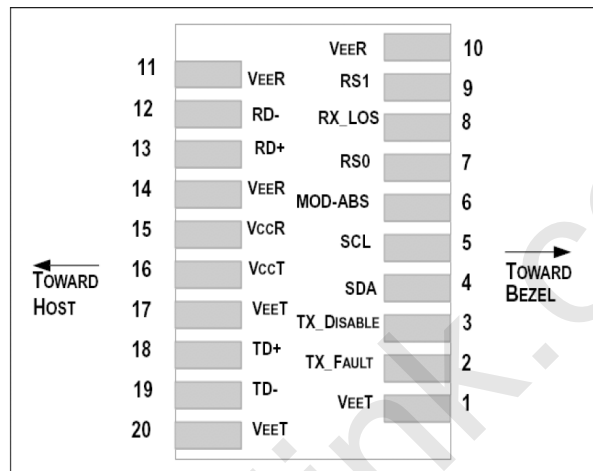 11 VEER
12 RD-
13 RD+
14 VEER
15 VCCR
16 VCCT
17 VEET
18 TD+
19 TD-
20 VEET
VEER 10
RS1 9
RX_LOS 8
RS0 7
MOD-ABS 6
SCL 5
SDA 4
TX_DISABLE 3
TX_FAULT 2
VEET 1
TOWARD
HOST
TOWARD
BEZEL